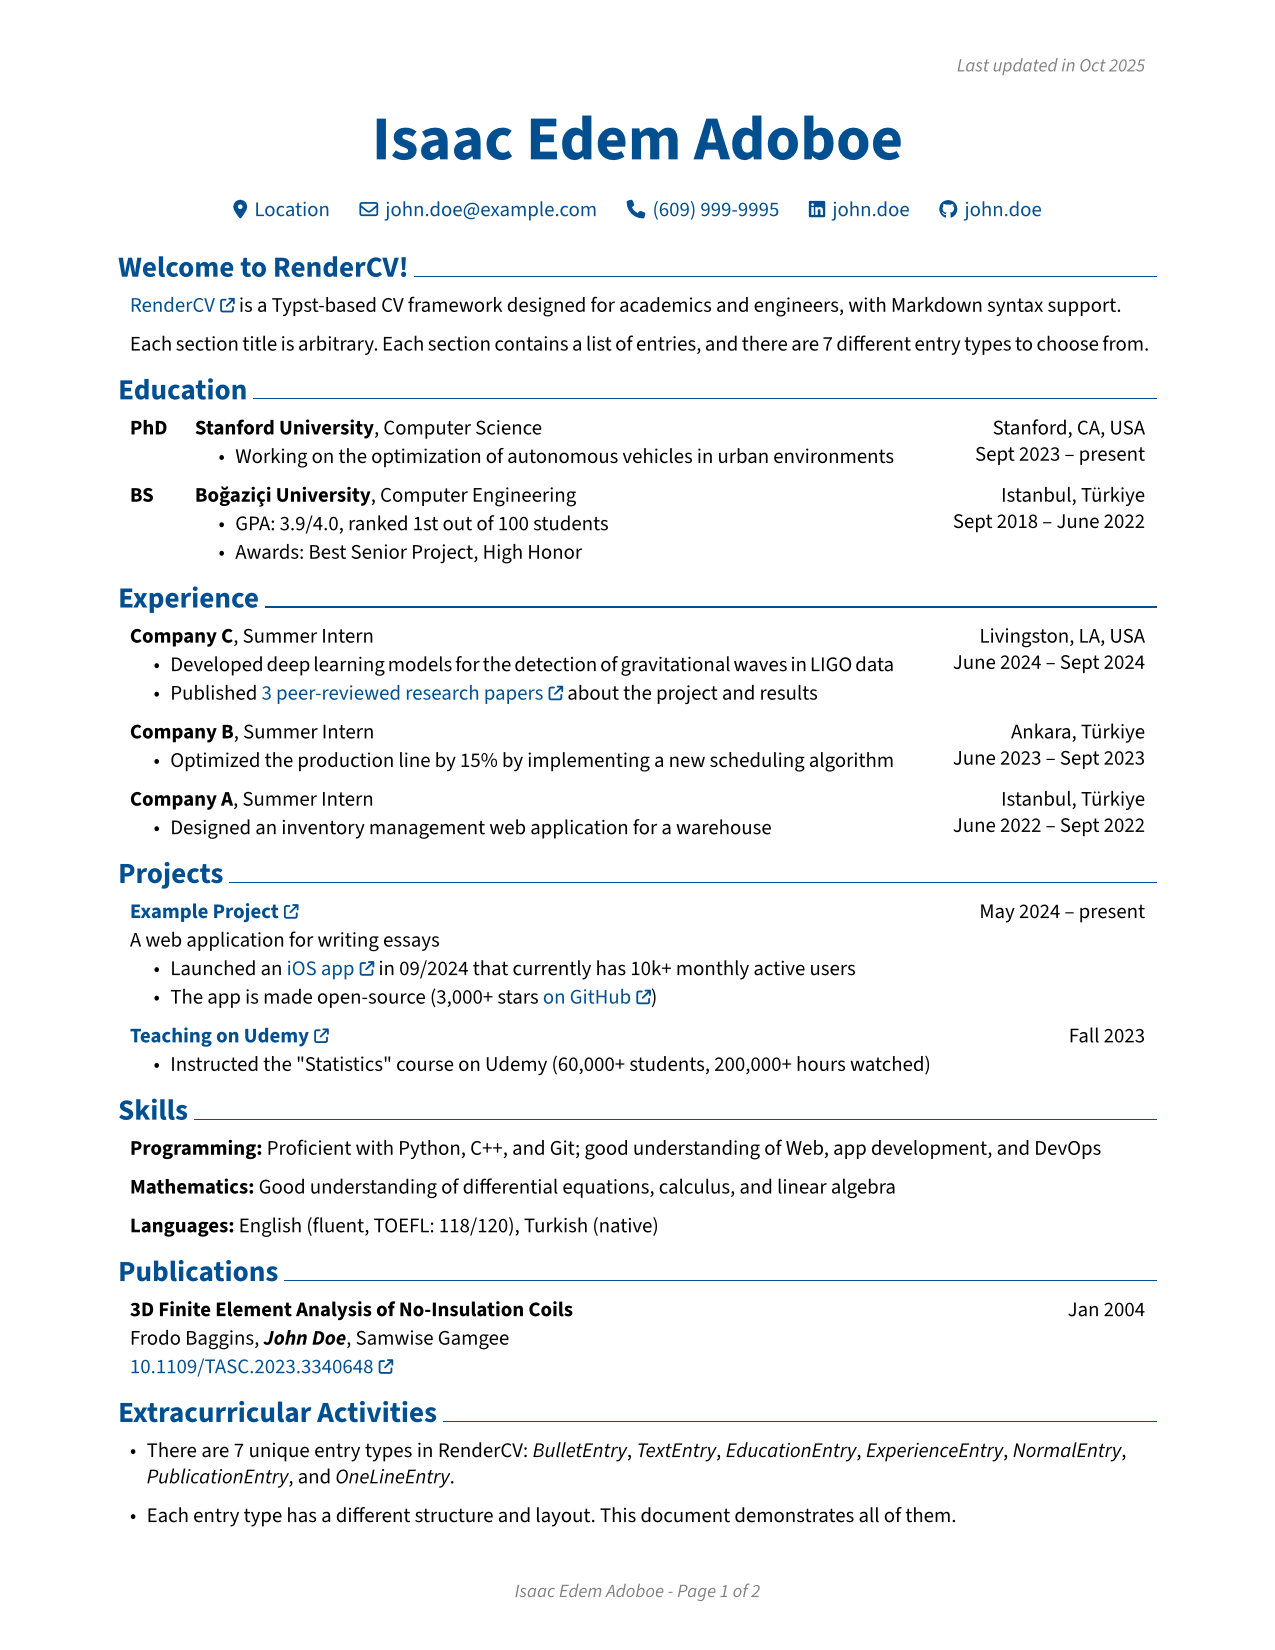 Last updated in Oct 2025
Isaac Edem Adoboe
Location john.doe@example.com (609) 999-9995 john.doe john.doe
Welcome to RenderCV!
RenderCV is a Typst-based CV framework designed for academics and engineers, with Markdown syntax support.
Each section title is arbitrary. Each section contains a list of entries, and there are 7 different entry types to choose from.
Education
PhD Stanford University, Computer Science Stanford, CA, USA
• Working on the optimization of autonomous vehicles in urban environments Sept 2023 – present
BS Boğaziçi University, Computer Engineering Istanbul, Türkiye
• GPA: 3.9/4.0, ranked 1st out of 100 students Sept 2018 – June 2022
• Awards: Best Senior Project, High Honor
Experience
Company C, Summer Intern Livingston, LA, USA
• Developed deep learning models for the detection of gravitational waves in LIGO data June 2024 – Sept 2024
• Published 3 peer-reviewed research papers about the project and results
Company B, Summer Intern Ankara, Türkiye
• Optimized the production line by 15% by implementing a new scheduling algorithm June 2023 – Sept 2023
Company A, Summer Intern Istanbul, Türkiye
• Designed an inventory management web application for a warehouse June 2022 – Sept 2022
Projects
Example Project May 2024 – present
A web application for writing essays
• Launched an iOS app in 09/2024 that currently has 10k+ monthly active users
• The app is made open-source (3,000+ stars on GitHub)
Teaching on Udemy Fall 2023
• Instructed the "Statistics" course on Udemy (60,000+ students, 200,000+ hours watched)
Skills
Programming: Proficient with Python, C++, and Git; good understanding of Web, app development, and DevOps
Mathematics: Good understanding of differential equations, calculus, and linear algebra
Languages: English (fluent, TOEFL: 118/120), Turkish (native)
Publications
3D Finite Element Analysis of No-Insulation Coils Jan 2004
Frodo Baggins, John Doe, Samwise Gamgee
10.1109/TASC.2023.3340648
Extracurricular Activities
• There are 7 unique entry types in RenderCV: BulletEntry, TextEntry, EducationEntry, ExperienceEntry, NormalEntry,
PublicationEntry, and OneLineEntry.
• Each entry type has a different structure and layout. This document demonstrates all of them.
Isaac Edem Adoboe - Page 1 of 2